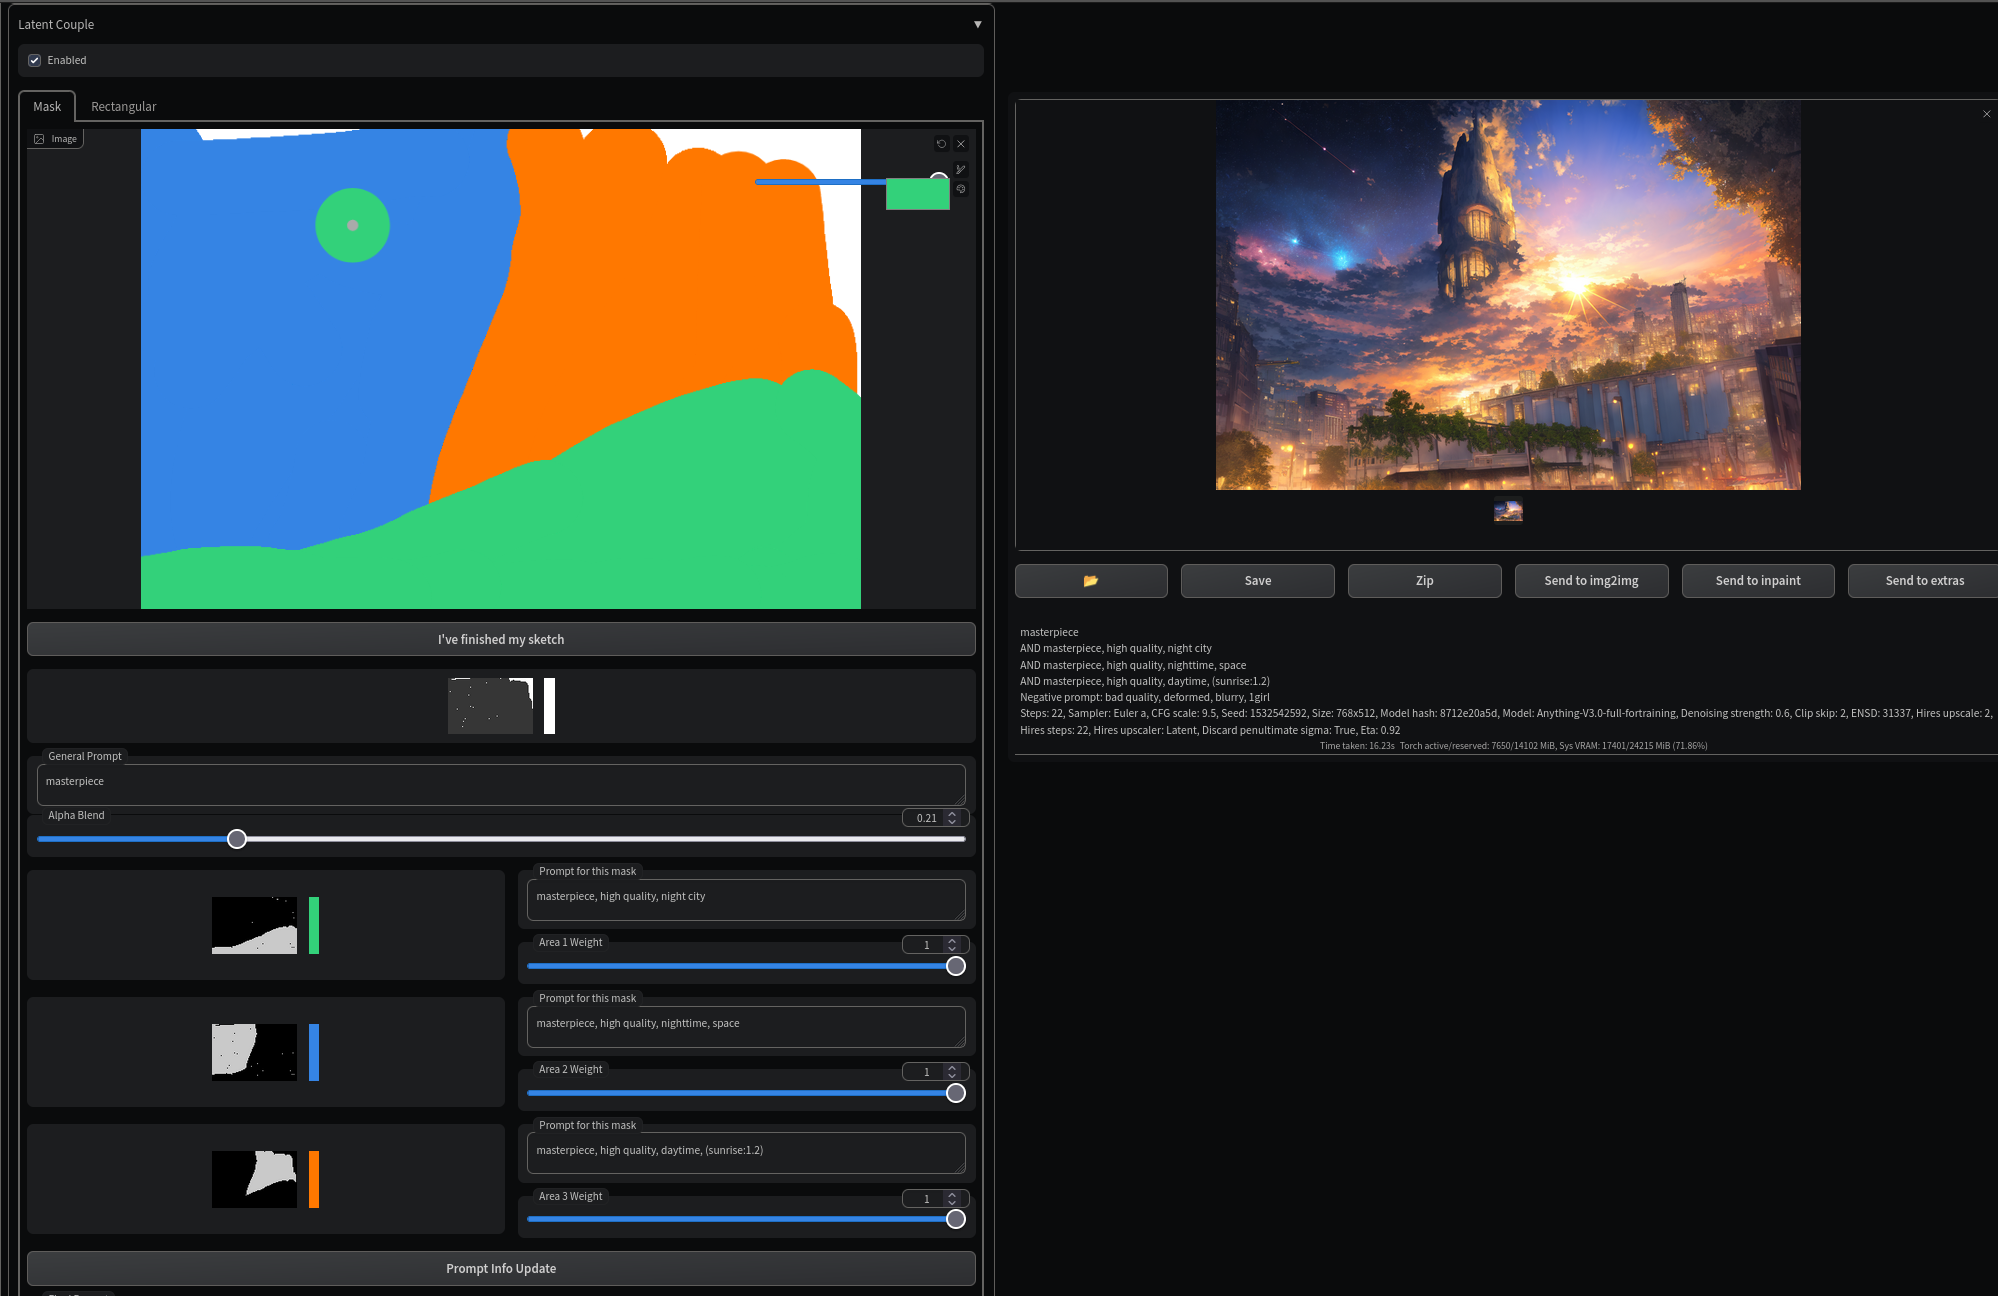 Latent Couple
▼
Enabled
Mask
Rectangular
Image
I've finished my sketch
General Prompt
masterpiece
Alpha Blend
0.21
Prompt for this mask
masterpiece, high quality, night city
Area 1 Weight
1
Prompt for this mask
masterpiece, high quality, nighttime, space
Area 2 Weight
1
Prompt for this mask
masterpiece, high quality, daytime, (sunrise:1.2)
Area 3 Weight
1
Prompt Info Update
Save
Zip
Send to img2img
Send to inpaint
Send to extras
masterpiece
AND masterpiece, high quality, night city
AND masterpiece, high quality, nighttime, space
AND masterpiece, high quality, daytime, (sunrise:1.2)
Negative prompt: bad quality, deformed, blurry, 1girl
Steps: 22, Sampler: Euler a, CFG scale: 9.5, Seed: 1532542592, Size: 768x512, Model hash: 8712e20a5d, Model: Anything-V3.0-full-fortraining, Denoising strength: 0.6, Clip skip: 2, ENSD: 31337, Hires upscale: 2,
Hires steps: 22, Hires upscaler: Latent, Discard penultimate sigma: True, Eta: 0.92
Time taken: 16.23s Torch active/reserved: 7650/14102 MiB, Sys VRAM: 17401/24215 MiB (71.86%)